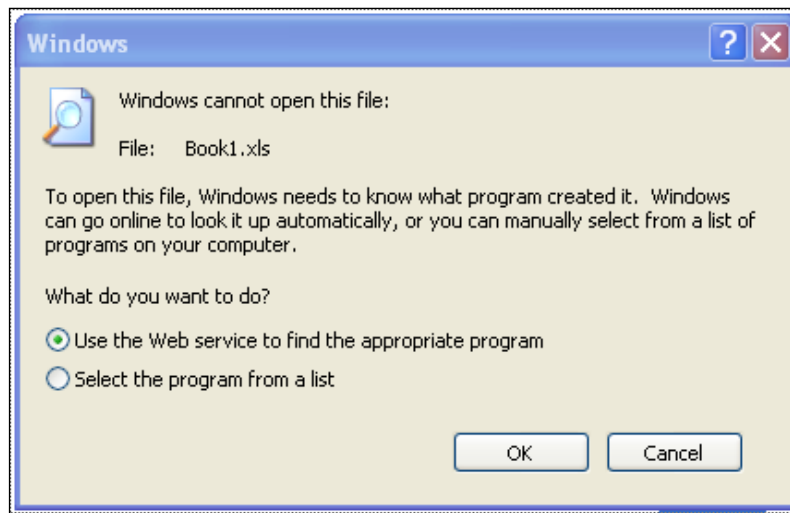 Windows
Windows cannot open this file:
File: Book1.xls
To open this file, Windows needs to know what program created it. Windows
can go online to look it up automatically, or you can manually select from a list of
programs on your computer.
What do you want to do?
Use the Web service to find the appropriate program
Select the program from a list
OK Cancel